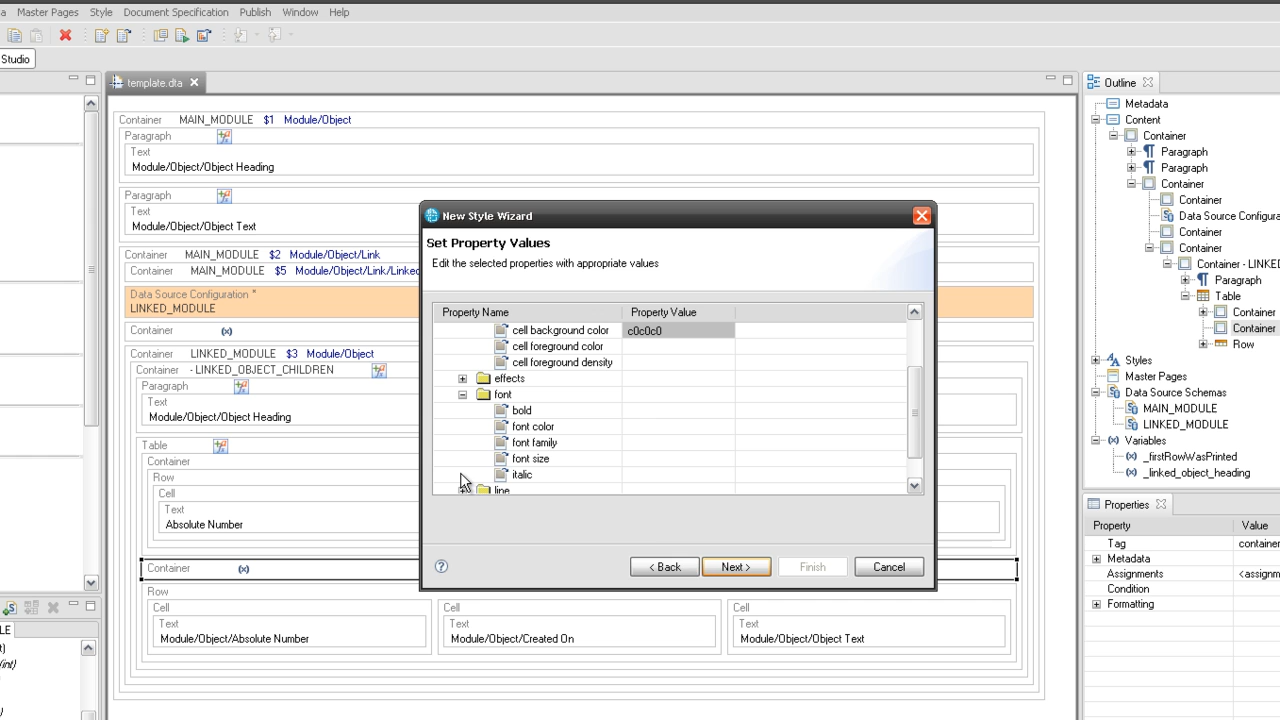 Master Pages Style Document Specification Publish Window Help
Studio
template.dta
Container MAIN_MODULE $1 Module/Object
Paragraph
Text
Module/Object/Object Heading
Paragraph
Text
Module/Object/Object Text
Container MAIN_MODULE $2 Module/Object/Link
Container MAIN_MODULE $5 Module/Object/Link/Linked
Data Source Configuration *
LINKED_MODULE
Container (x)
Container LINKED_MODULE $3 Module/Object
Container - LINKED_OBJECT_CHILDREN
Paragraph
Text
Module/Object/Object Heading
Table
Container
Row
Cell
Text
Absolute Number
Container (x)
Row
Cell Cell Cell
Text Text Text
Module/Object/Absolute Number Module/Object/Created On Module/Object/Object Text
New Style Wizard
Set Property Values
Edit the selected properties with appropriate values
Property Name Property Value
cell background color c0c0c0
cell foreground color
cell foreground density
effects
font
bold
font color
font family
font size
italic
line
< Back Next > Finish Cancel
Outline
Metadata
Content
Container
Paragraph
Paragraph
Container
Container
Data Source Configura
Container
Container
Container - LINKED
Paragraph
Table
Container
Container
Row
Styles
Master Pages
Data Source Schemas
MAIN_MODULE
LINKED_MODULE
(x) Variables
(x) _firstRowWasPrinted
(x) _linked_object_heading
Properties
Property Value
Tag container
Metadata
Assignments <assignm
Condition
Formatting